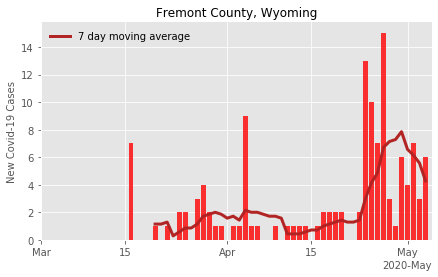 Fremont County, Wyoming
7 day moving average
New Covid-19 Cases
14
12
10
8
6
4
2
0
Mar
15
Apr
15
May
2020-May